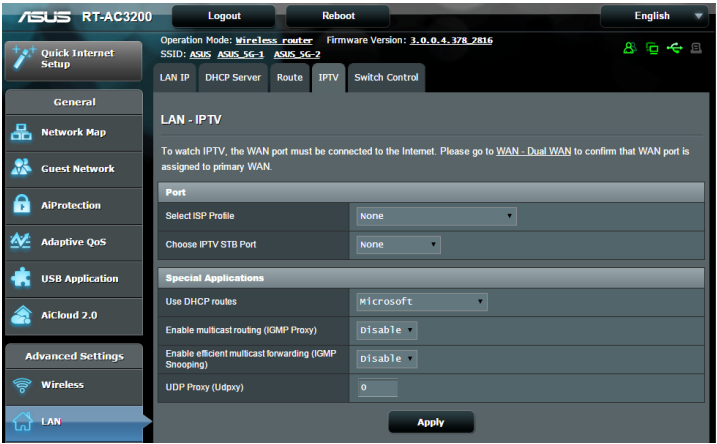 ASUS RT-AC3200 Logout Reboot English
Quick Internet Setup
Operation Mode: Wireless router Firmware Version: 3.0.0.4.378_2816
SSID: ASUS ASUS_5G-1 ASUS_5G-2
LAN IP DHCP Server Route IPTV Switch Control
General
Network Map
Guest Network
AiProtection
Adaptive QoS
USB Application
AiCloud 2.0
Advanced Settings
Wireless
LAN
LAN - IPTV
To watch IPTV, the WAN port must be connected to the Internet. Please go to WAN - Dual WAN to confirm that WAN port is
assigned to primary WAN.
Port
Select ISP Profile None
Choose IPTV STB Port None
Special Applications
Use DHCP routes Microsoft
Enable multicast routing (IGMP Proxy) Disable
Enable efficient multicast forwarding (IGMP
Snooping) Disable
UDP Proxy (Udpxy) 0
Apply